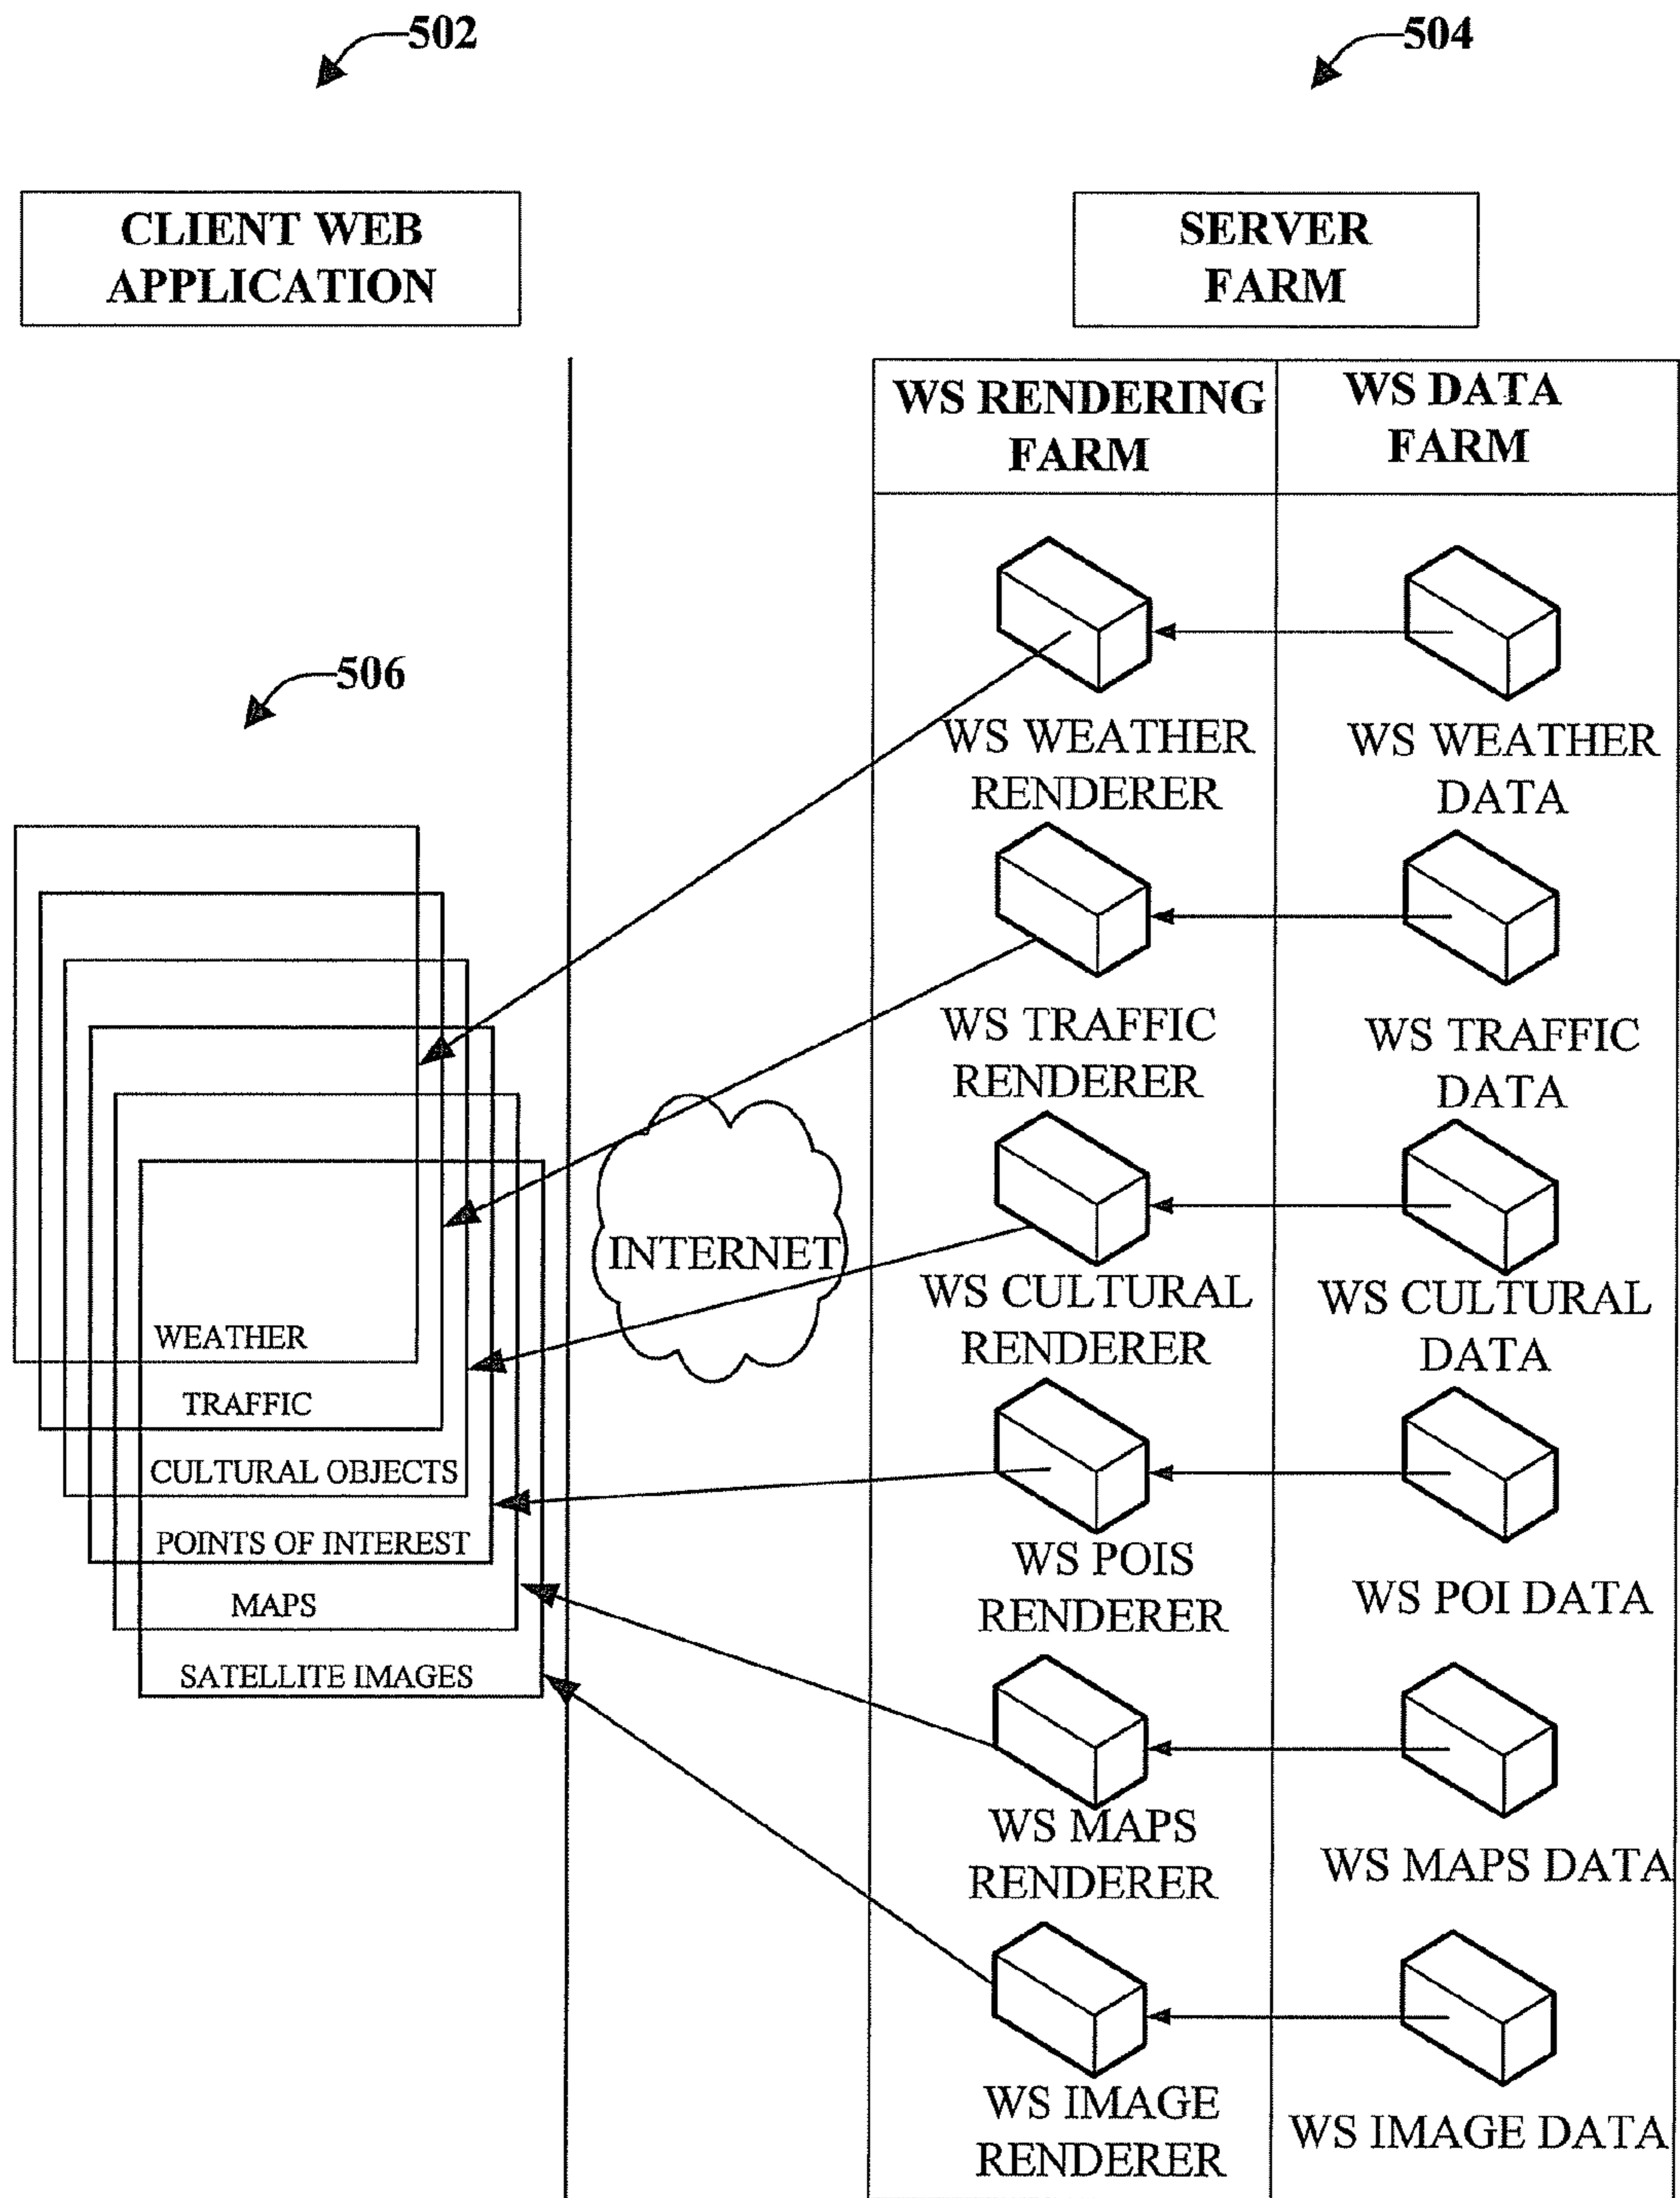 502
504
CLIENT WEB
APPLICATION
SERVER
FARM
WS RENDERING
FARM
WS DATA
FARM
506
WS WEATHER
RENDERER
WS WEATHER
DATA
WS TRAFFIC
RENDERER
WS TRAFFIC
DATA
INTERNET
WS CULTURAL
RENDERER
WS CULTURAL
DATA
WEATHER
TRAFFIC
CULTURAL OBJECTS
POINTS OF INTEREST
MAPS
SATELLITE IMAGES
WS POIS
RENDERER
WS POI DATA
WS MAPS
RENDERER
WS MAPS DATA
WS IMAGE
RENDERER
WS IMAGE DATA